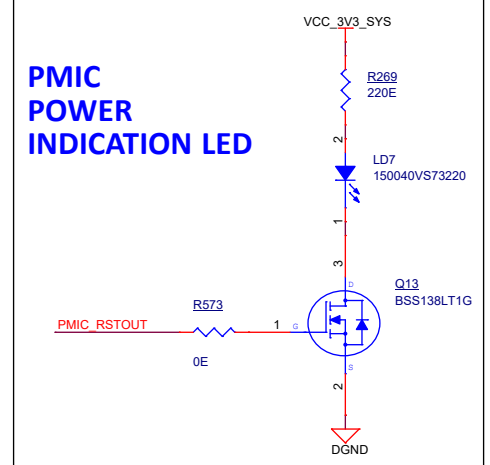 VCC_3V3_SYS
PMIC
POWER
INDICATION LED
R269
220E
2
LD7
150040VS73220
1
3
D
Q13
BSS138LT1G
R573
PMIC_RSTOUT
1
G
0E
S
2
DGND